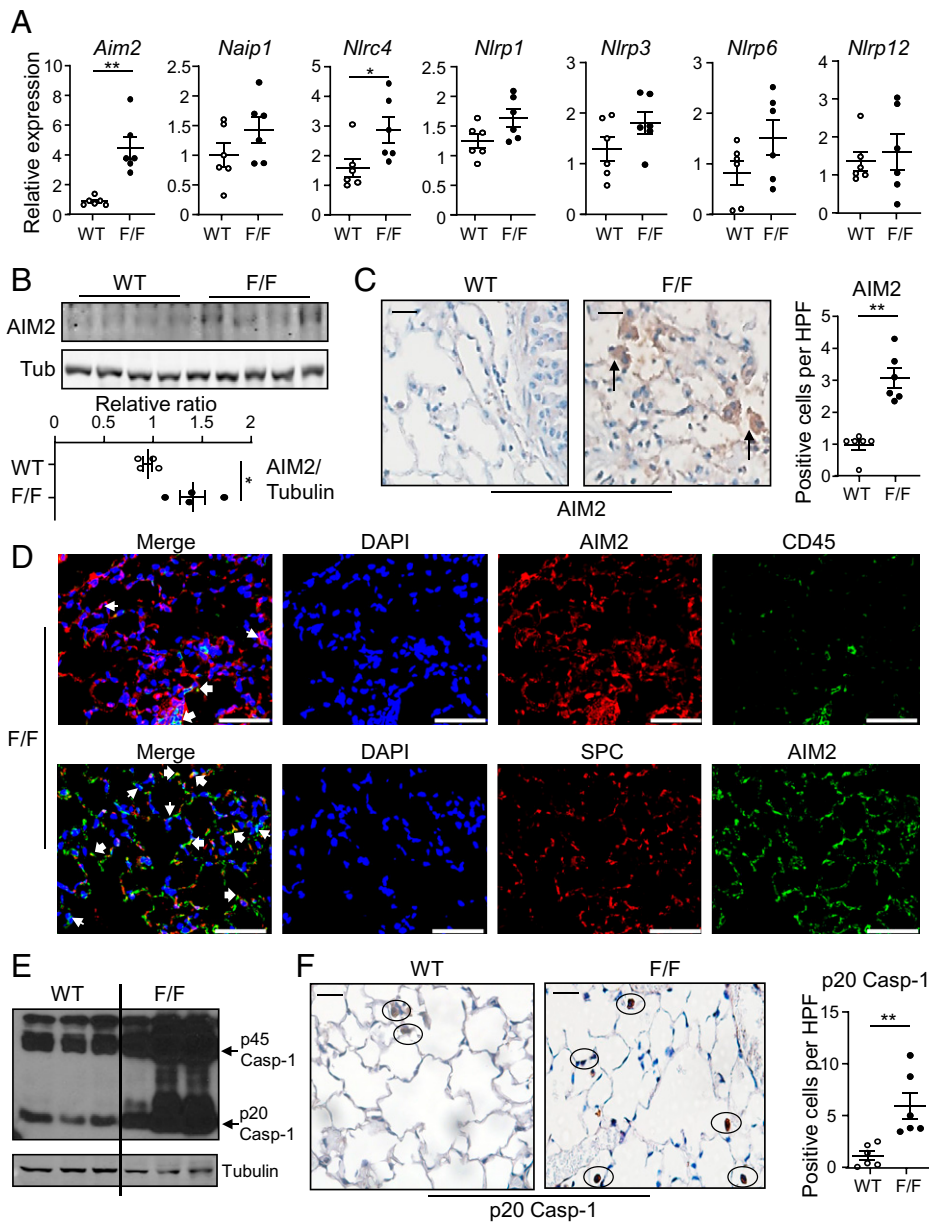 A
Aim2 Naip1 Nlrc4 Nlrp1 Nlrp3 Nlrp6 Nlrp12
Relative expression
10 8 6 4 2 0
**
WT F/F
2.5 2 1.5 1 0.5 0
WT F/F
5 4 3 2 1 0
*
WT F/F
2.5 2 1.5 1 0.5 0
WT F/F
3 2 1 0
WT F/F
3 2 1 0
WT F/F
4 3 2 1 0
WT F/F
B
WT F/F
AIM2
Tub
Relative ratio
0 0.5 1 1.5 2
WT
F/F
*
AIM2/
Tubulin
C
WT F/F
AIM2
AIM2
Positive cells per HPF
5 4 3 2 1 0
**
WT F/F
D
F/F
Merge DAPI AIM2 CD45
Merge DAPI SPC AIM2
E
WT F/F
p45
Casp-1
p20
Casp-1
Tubulin
F
WT F/F
p20 Casp-1
p20 Casp-1
Positive cells per HPF
15 10 5 0
**
WT F/F